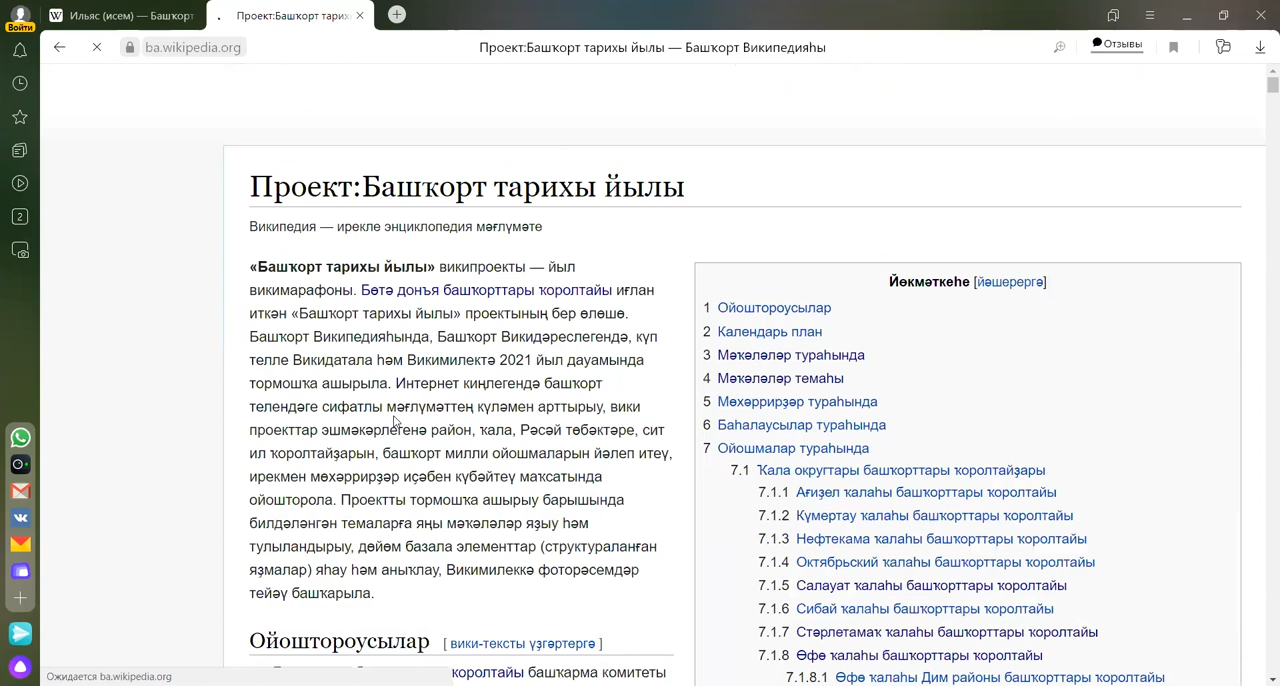 Войти
Ильяс (исем) — Башҡорт
Проект:Башҡорт тарих
ba.wikipedia.org
Проект:Башҡорт тарихы йылы — Башҡорт Википедияһы
Отзывы
Проект:Башҡорт тарихы йылы
Википедия — ирекле энциклопедия мәғлүмәте
«Башҡорт тарихы йылы» википроекты — йыл
викимарафоны. Бөтә донъя башҡорттары ҡоролтайы иғлан
иткән «Башҡорт тарихы йылы» проектының бер өлөшө.
Башҡорт Википедияһында, Башҡорт Викидәреслегендә, күп
телле Викидатала һәм Викимилектә 2021 йыл дауамында
тормошҡа ашырыла. Интернет киңлегендә башҡорт
телендәге сифатлы мәғлүмәттең күләмен арттырыу, вики
проекттар эшмәкәрлегенә район, ҡала, Рәсәй төбәктәре, сит
ил ҡоролтайҙарын, башҡорт милли ойошмаларын йәлеп итеү,
ирекмен мөхәррирҙәр иҫәбен күбәйтеү маҡсатында
ойошторола. Проектты тормошҡа ашырыу барышында
билдәләнгән темаларға яңы мәҡәләләр яҙыу һәм
тулыландырыу, дөйөм базала элементтар (структураланған
яҙмалар) яһау һәм аныҡлау, Викимилеккә фоторәсемдәр
тейәү башҡарыла.
Ойоштороусылар [ вики-тексты үҙгәртергә ]
ҡоролтайы башҡарма комитеты
Йөкмәткеһе [йәшерергә]
1 Ойоштороусылар
2 Календарь план
3 Мәҡәләләр тураһында
4 Мәҡәләләр темаһы
5 Мөхәррирҙәр тураһында
6 Баһалаусылар тураһында
7 Ойошмалар тураһында
7.1 Ҡала округтары башҡорттары ҡоролтайҙары
7.1.1 Ағиҙел ҡалаһы башҡорттары ҡоролтайы
7.1.2 Күмертау ҡалаһы башҡорттары ҡоролтайы
7.1.3 Нефтекама ҡалаһы башҡорттары ҡоролтайы
7.1.4 Октябрьский ҡалаһы башҡорттары ҡоролтайы
7.1.5 Салауат ҡалаһы башҡорттары ҡоролтайы
7.1.6 Сибай ҡалаһы башҡорттары ҡоролтайы
7.1.7 Стәрлетамаҡ ҡалаһы башҡорттары ҡоролтайы
7.1.8 Өфө ҡалаһы башҡорттары ҡоролтайы
7.1.8.1 Өфө ҡалаһы Дим районы башҡорттары ҡоролтайы
Ожидается ba.wikipedia.org